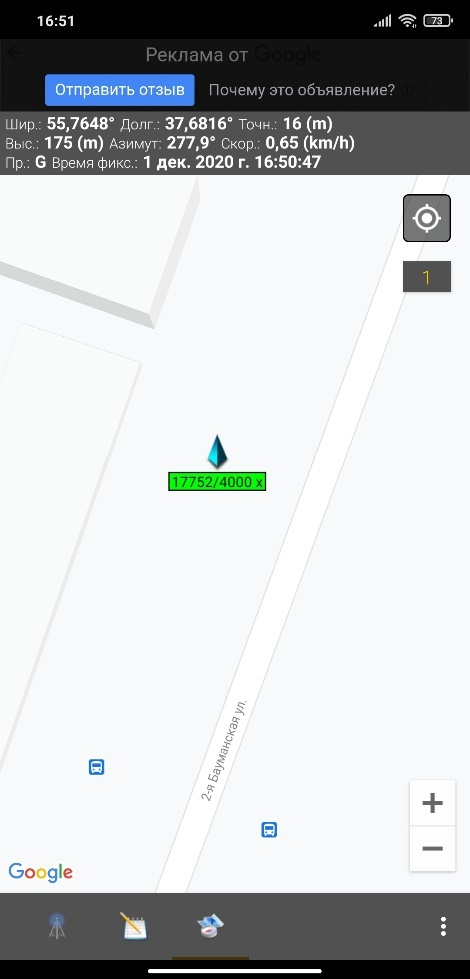 16:51
73
Реклама от Google
Отправить отзыв
Почему это объявление?
Шир.: 55,7648° Долг.: 37,6816° Точн.: 16 (m)
Выс.: 175 (m) Азимут: 277,9° Скор.: 0,65 (km/h)
Пр.: G Время фикс.: 1 дек. 2020 г. 16:50:47
1
17752/4000 x
2-я Бауманская ул.
Google